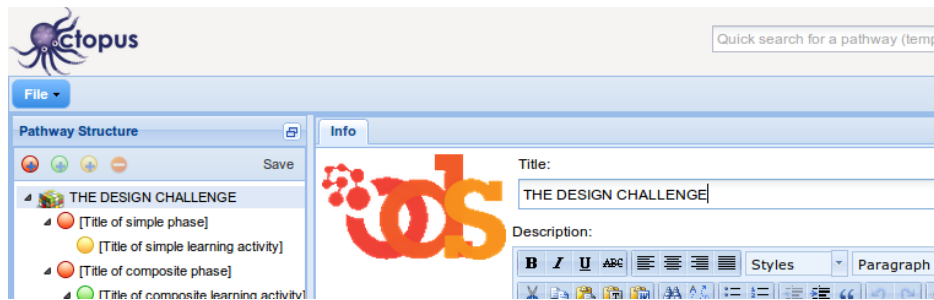 ctopus
Quick search for a pathway (temp
File
Pathway Structure
Info
Save
Title:
THE DESIGN CHALLENGE
THE DESIGN CHALLENGE
[Title of simple phase]
Description:
[Title of simple learning activity]
B I U ABC Styles Paragraph
[Title of composite phase]
[Title of composite learning activity]
ods